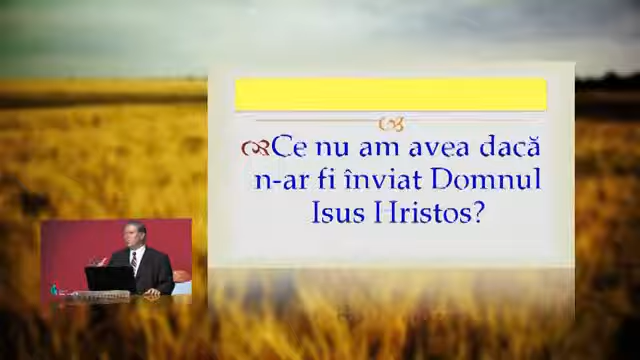 Ce nu am avea dacă
n-ar fi înviat Domnul
Isus Hristos?